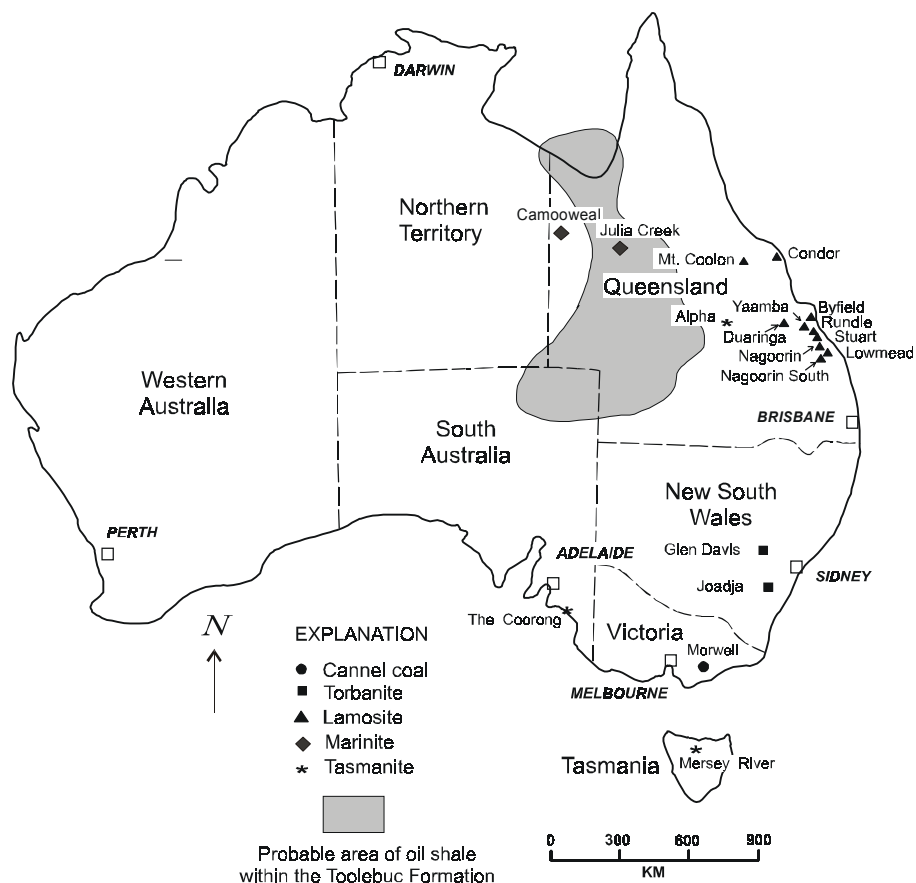 DARWIN
Northern
Territory
Camooweal
Julia Creek
Mt. Coolon
Condor
Queensland
Yaamba
Byfield
Alpha
Rundle
Duaringa
Stuart
Nagoorin
Lowmead
Nagoorin South
Western
Australia
South
Australia
BRISBANE
New South
Wales
PERTH
ADELAIDE
Glen Davis
SIDNEY
Joadja
The Coorong
Victoria
Morwell
MELBOURNE
N
EXPLANATION
Cannel coal
Torbanite
Lamosite
Marinite
* Tasmanite
Tasmania
Mersey River
Probable area of oil shale
within the Toolebuc Formation
0 300 600 900
KM